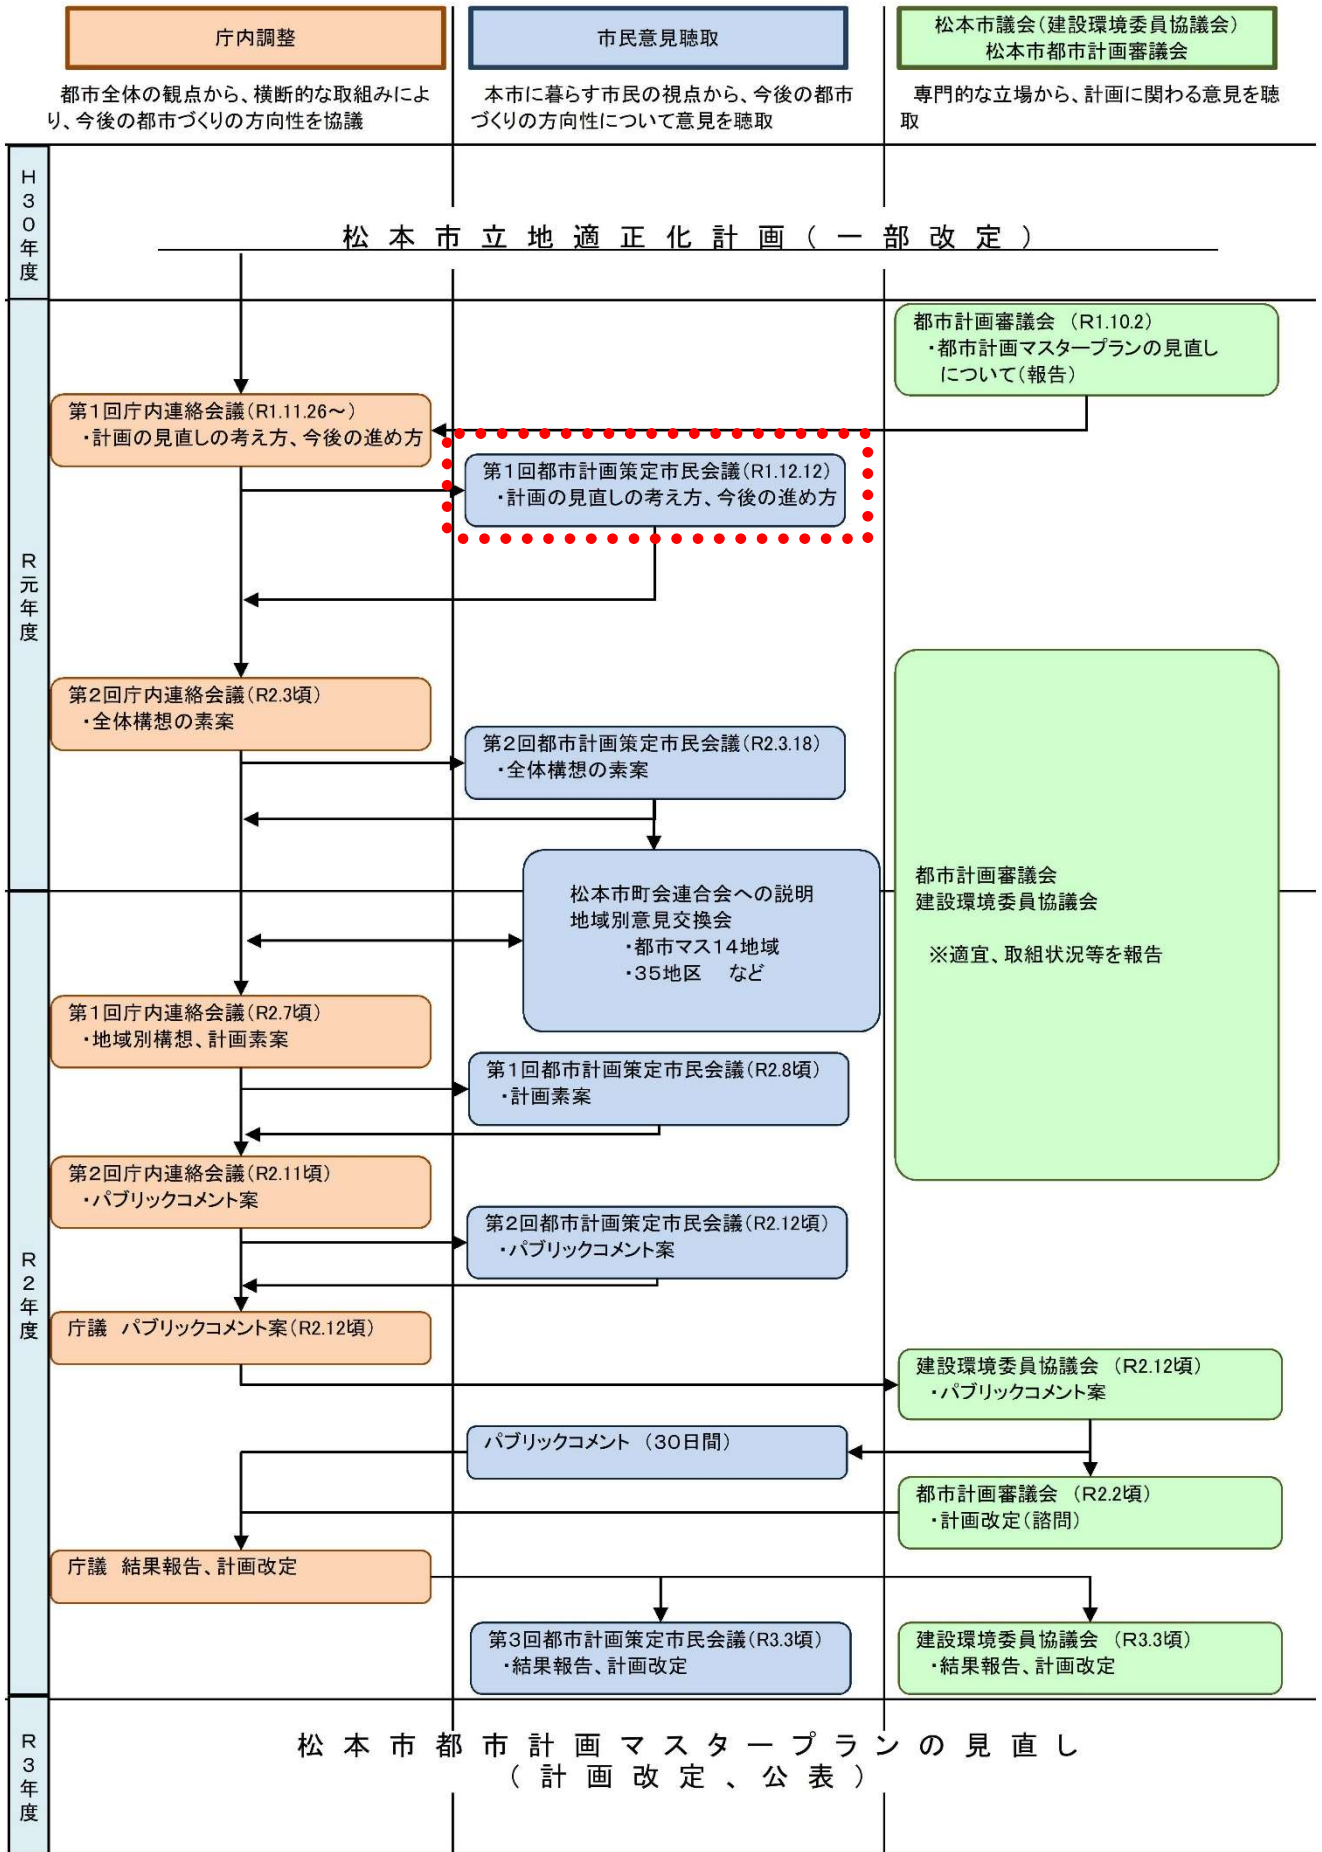 庁内調整
市民意見聴取
松本市議会(建設環境委員協議会)
松本市都市計画審議会
都市全体の観点から、横断的な取組みによ
り、今後の都市づくりの方向性を協議
本市に暮らす市民の視点から、今後の都市
づくりの方向性について意見を聴取
専門的な立場から、計画に関わる意見を聴
取
H30年度
松本市立地適正化計画(一部改定)
R元年度
都市計画審議会 (R1.10.2)
・都市計画マスタープランの見直し
について(報告)
第1回庁内連絡会議(R1.11.26～)
・計画の見直しの考え方、今後の進め方
第1回都市計画策定市民会議(R1.12.12)
・計画の見直しの考え方、今後の進め方
第2回庁内連絡会議(R2.3頃)
・全体構想の素案
第2回都市計画策定市民会議(R2.3.18)
・全体構想の素案
都市計画審議会
建設環境委員協議会
※適宜、取組状況等を報告
松本市町会連合会への説明
地域別意見交換会
・都市マス14地域
・35地区 など
R2年度
第1回庁内連絡会議(R2.7頃)
・地域別構想、計画素案
第1回都市計画策定市民会議(R2.8頃)
・計画素案
第2回庁内連絡会議(R2.11頃)
・パブリックコメント案
第2回都市計画策定市民会議(R2.12頃)
・パブリックコメント案
庁議 パブリックコメント案(R2.12頃)
建設環境委員協議会 (R2.12頃)
・パブリックコメント案
パブリックコメント (30日間)
都市計画審議会 (R2.2頃)
・計画改定(諮問)
庁議 結果報告、計画改定
第3回都市計画策定市民会議(R3.3頃)
・結果報告、計画改定
建設環境委員協議会 (R3.3頃)
・結果報告、計画改定
R3年度
松本市都市計画マスタープランの見直し
(計画改定、公表)